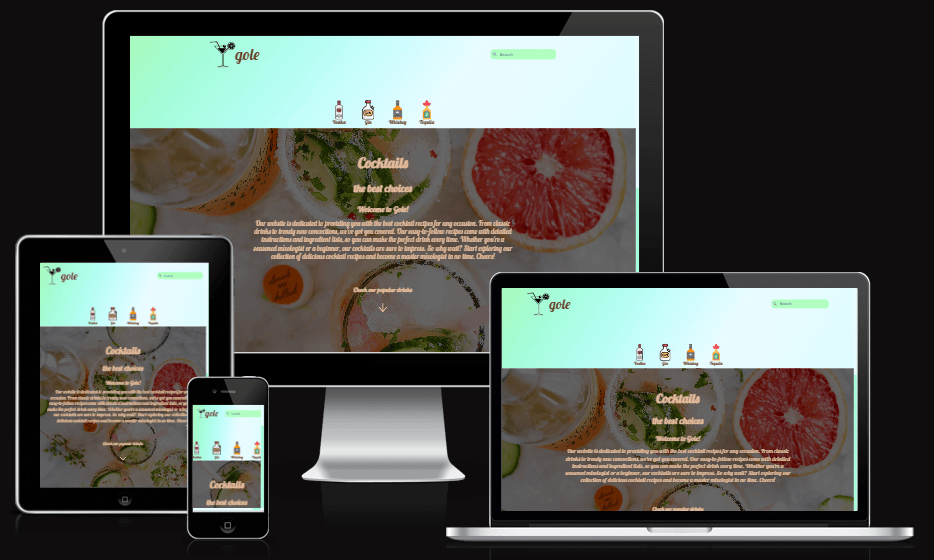 gole
Search
Vodka Gin Whiskey Tequila
Cocktails
the best choices
Welcome to Gole!
Our website is dedicated to providing you with the best cocktail recipes for any occasion. From classic
drinks to trendy new concoctions, we've got you covered. Our easy-to-follow recipes come with detailed
instructions and ingredient lists, so you can make the perfect drink every time. Whether you're a
seasoned mixologist or a beginner, our cocktails are sure to impress. So why wait? Start exploring our
collection of delicious cocktail recipes and become a master mixologist in no time. Cheers!
Check our popular drinks
gole
Vodka Gin Whiskey Tequila
Cocktails
the best choices
Welcome to Gole!
Our website is dedicated to providing you with the best cocktail recipes for
occasion. From classic drinks to trendy new concoctions, we've got you covered. Our
easy-to-follow recipes come with detailed instructions and ingredient lists, so you can
make the perfect drink every time. Whether you're a seasoned mixologist or
our cocktails are sure to impress. So why wait? Start exploring our collection of
delicious cocktail recipes and become a master mixologist in no time. Cheers!
Check our popular drinks
gole
Cocktails
the best choices
gole
Search
Vodka Gin Whiskey Tequila
Cocktails
the best choices
Welcome to Gole!
Our website is dedicated to providing you with the best cocktail recipes for any occasion. From classic
drinks to trendy new concoctions, we've got you covered. Our easy-to-follow recipes come with detailed
instructions and ingredient lists, so you can make the perfect drink every time. Whether you're a
seasoned mixologist or a beginner, our cocktails are sure to impress. So why wait? Start exploring our
collection of delicious cocktail recipes and become a master mixologist in no time. Cheers!
Check our popular drinks